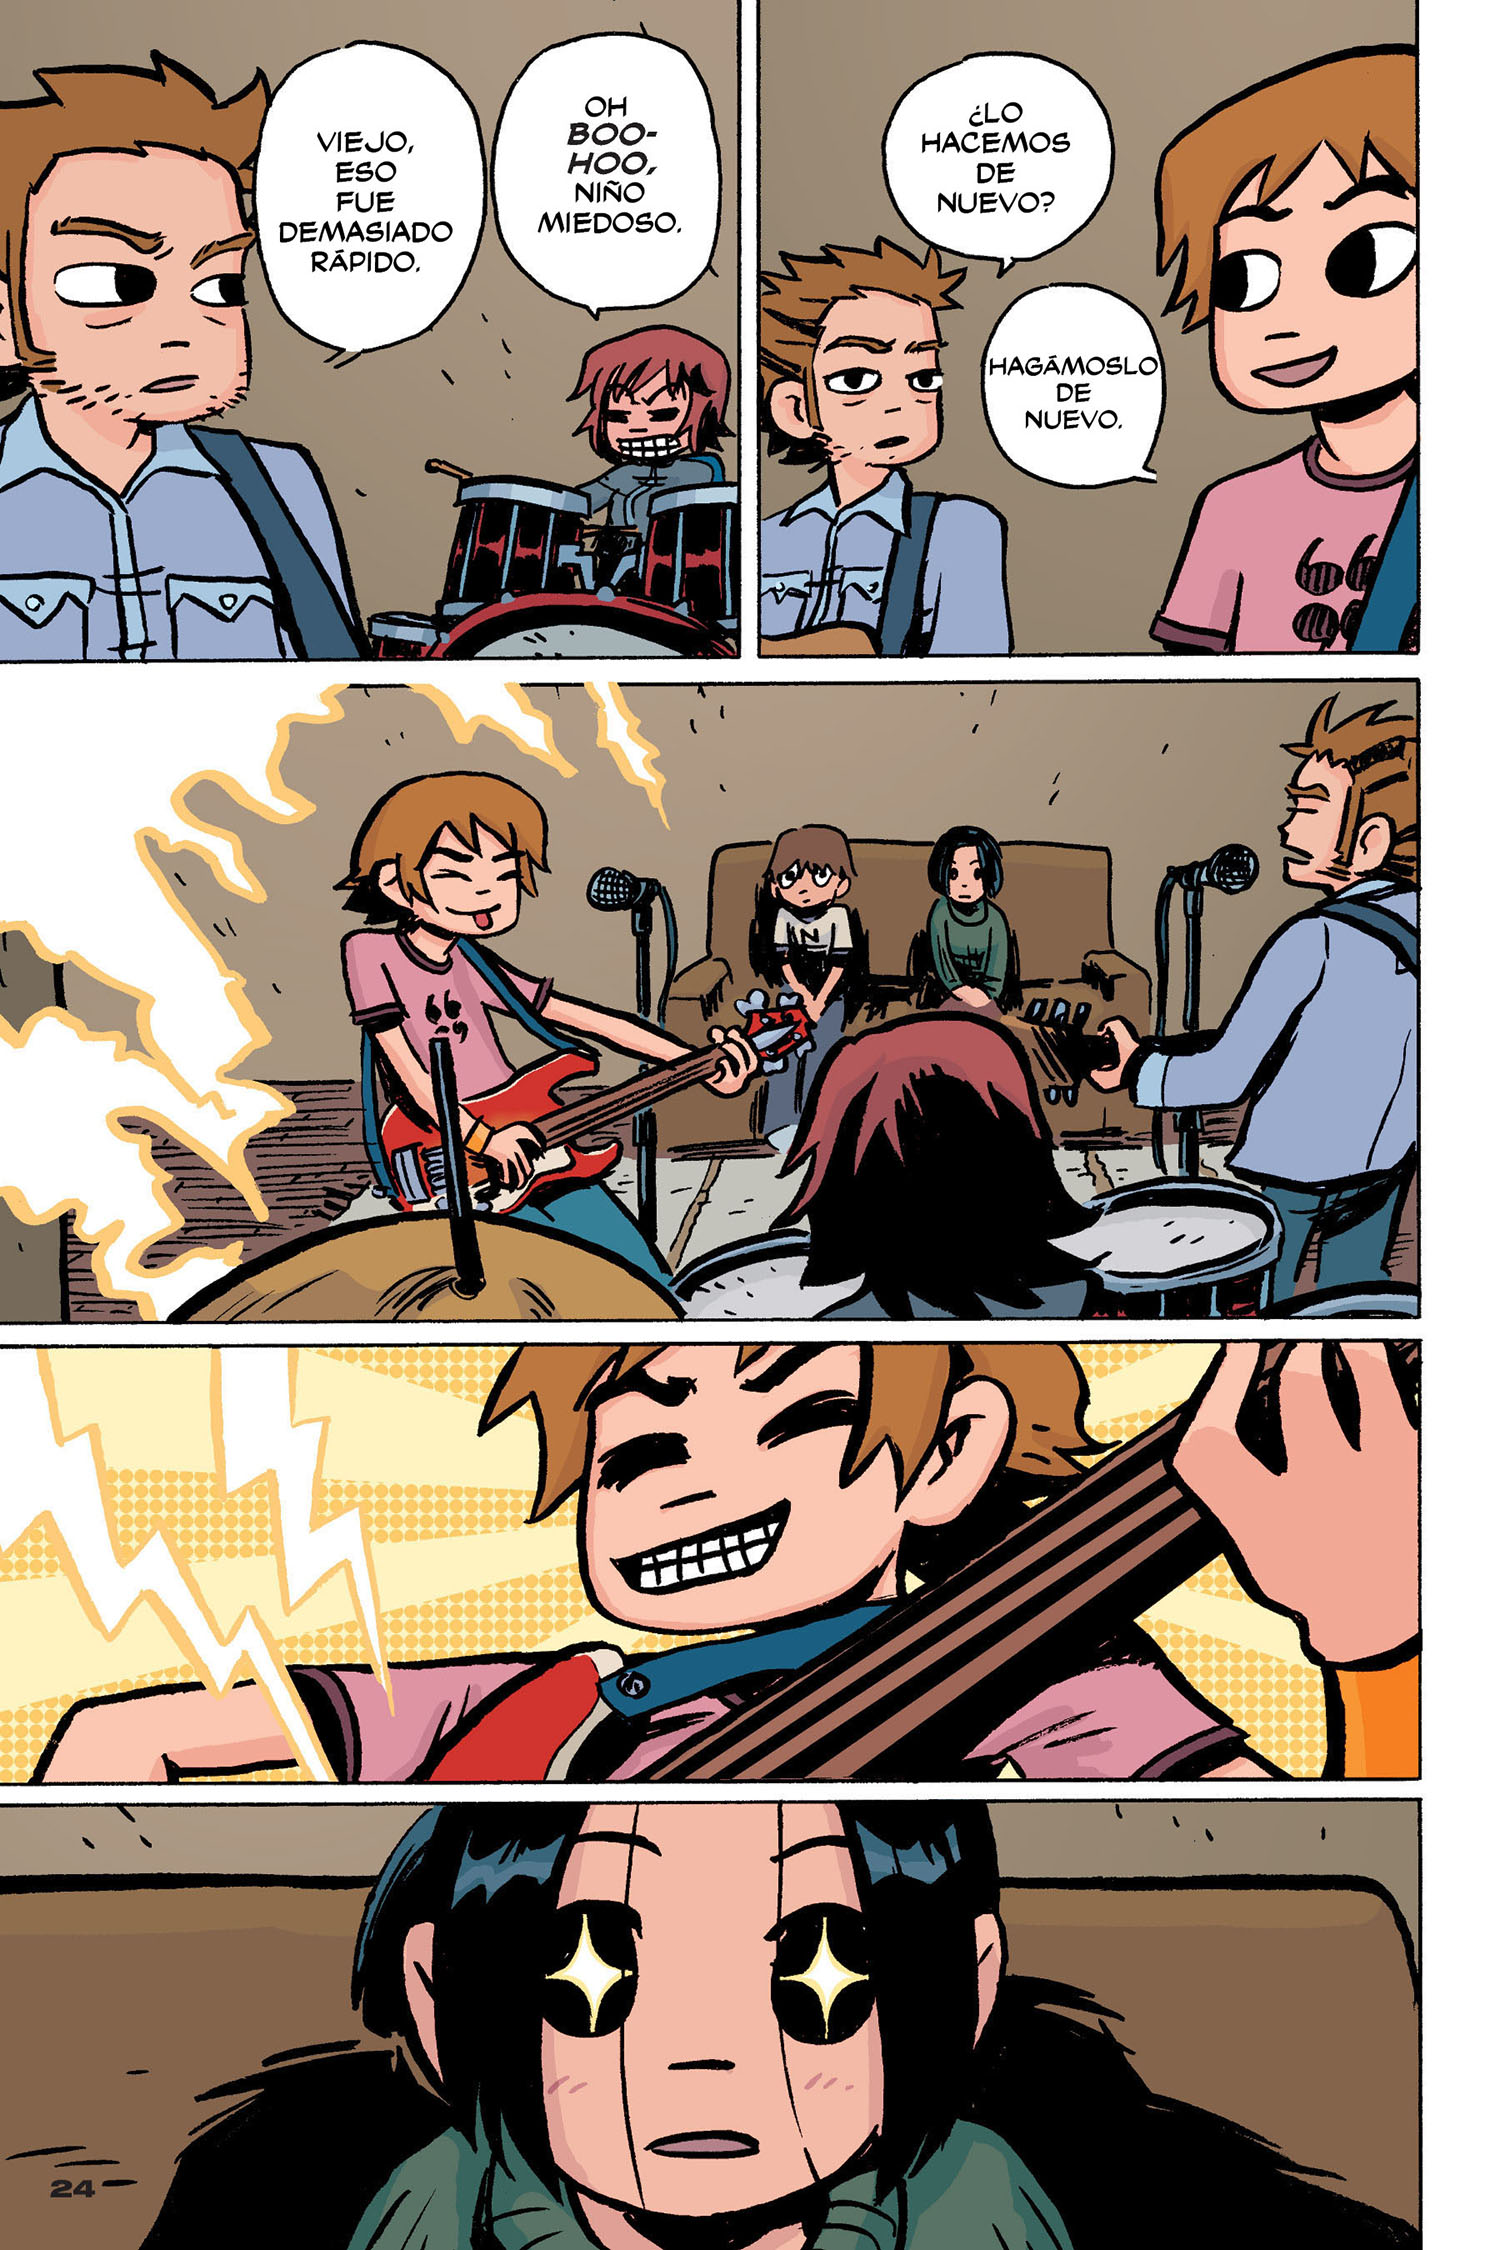 VIEJO,
ESO
FUE
DEMASIADO
RÁPIDO.
OH
BOO-
HOO,
NIÑO
MIEDOSO.
¿LO
HACEMOS
DE
NUEVO?
HAGÁMOSLO
DE
NUEVO.
N
24